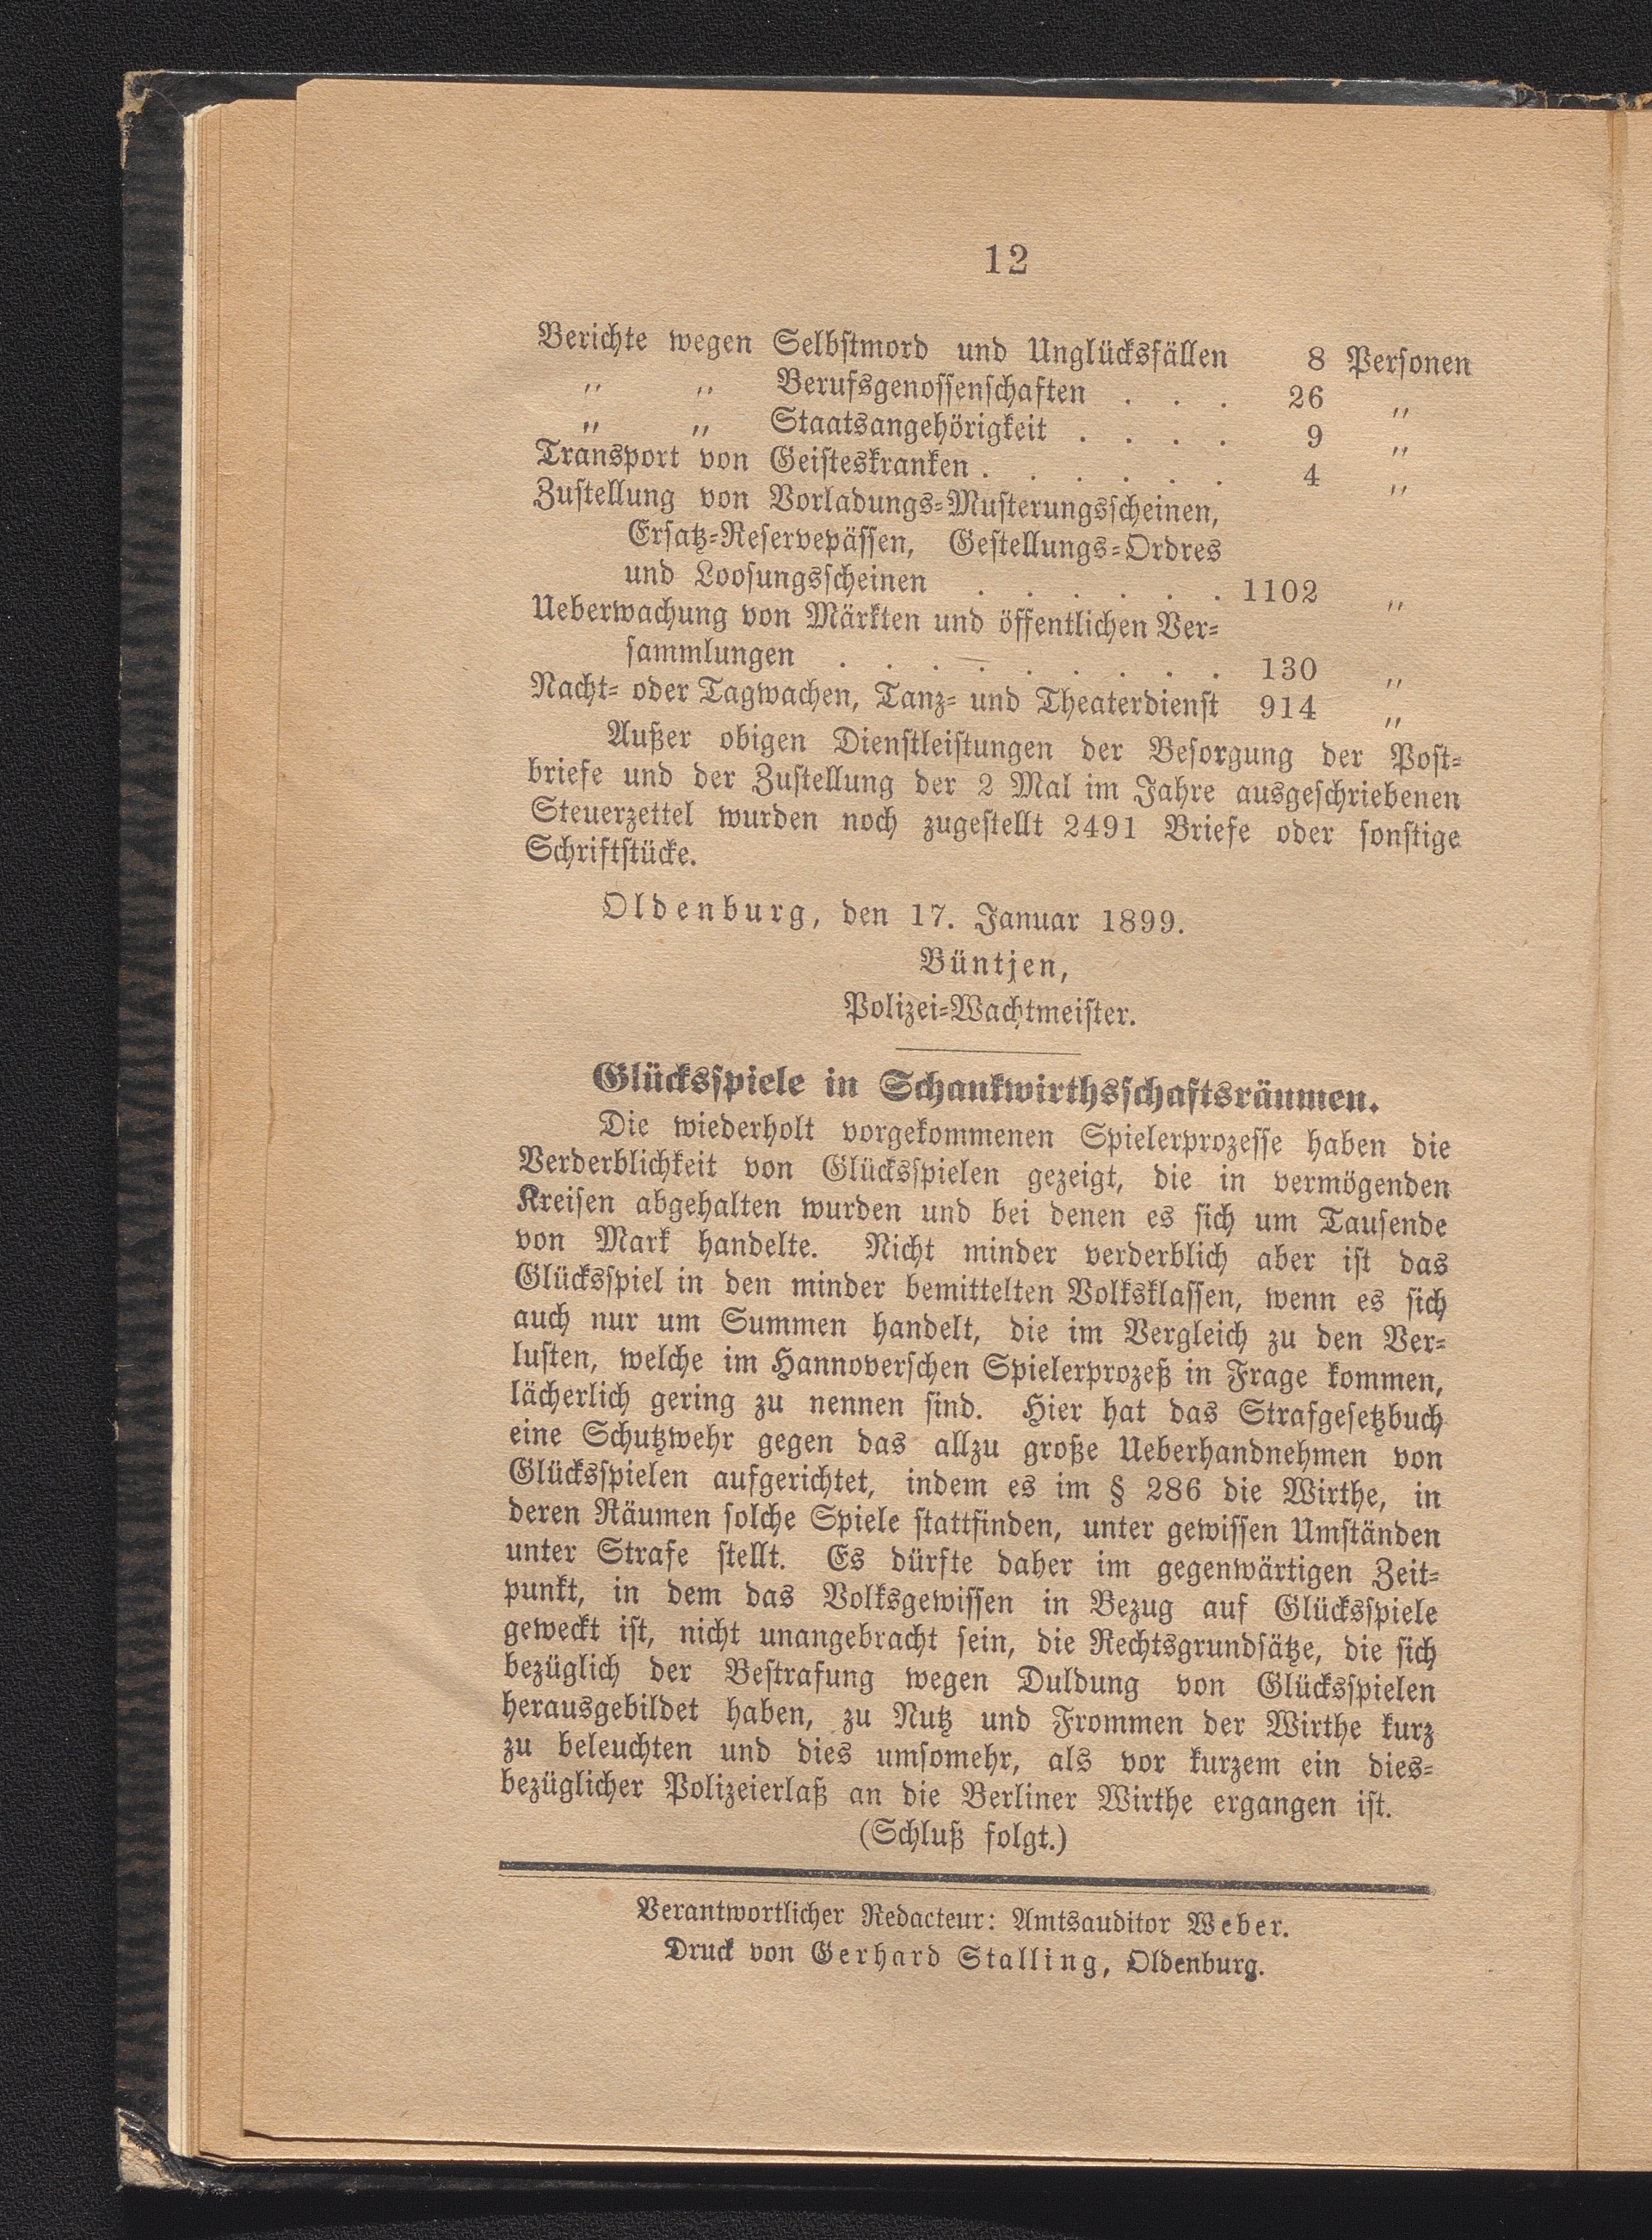 12
Berichte wegen Selbstmord und Unglücksfällen 8 Personen
„ „ Berufsgenossenschaften . . . 26 „
„ „ Staatsangehörigkeit . . . . 9 „
Transport von Geisteskranken . . . . . . 4 „
Zustellung von Vorladungs-Musterungsscheinen,
Ersatz-Reservepässen, Gestellungs-Ordres
und Loosungsscheinen . . . . . . 1102 „
Ueberwachung von Märkten und öffentlichen Ver-
sammlungen . . . . . . . . . 130 „
Nacht- oder Tagwachen, Tanz- und Theaterdienst 914 „
Außer obigen Dienstleistungen der Besorgung der Post-
briefe und der Zustellung der 2 Mal im Jahre ausgeschriebenen
Steuerzettel wurden noch zugestellt 2491 Briefe oder sonstige
Schriftstücke.
Oldenburg, den 17. Januar 1899.
Büntjen,
Polizei-Wachtmeister.
Glücksspiele in Schankwirthsschaftsräumen.
Die wiederholt vorgekommenen Spielerprozesse haben die
Verderblichkeit von Glücksspielen gezeigt, die in vermögenden
Kreisen abgehalten wurden und bei denen es sich um Tausende
von Mark handelte. Nicht minder verderblich aber ist das
Glücksspiel in den minder bemittelten Volksklassen, wenn es sich
auch nur um Summen handelt, die im Vergleich zu den Ver-
lusten, welche im Hannoverschen Spielerprozeß in Frage kommen,
lächerlich gering zu nennen sind. Hier hat das Strafgesetzbuch
eine Schutzwehr gegen das allzu große Ueberhandnehmen von
Glücksspielen aufgerichtet, indem es im § 286 die Wirthe, in
deren Räumen solche Spiele stattfinden, unter gewissen Umständen
unter Strafe stellt. Es dürfte daher im gegenwärtigen Zeit-
punkt, in dem das Volksgewissen in Bezug auf Glücksspiele
geweckt ist, nicht unangebracht sein, die Rechtsgrundsätze, die sich
bezüglich der Bestrafung wegen Duldung von Glücksspielen
herausgebildet haben, zu Nutz und Frommen der Wirthe kurz
zu beleuchten und dies umsomehr, als vor kurzem ein dies-
bezüglicher Polizeierlaß an die Berliner Wirthe ergangen ist.
(Schluß folgt.)
Verantwortlicher Redacteur: Amtsauditor Weber.
Druck von Gerhard Stalling, Oldenburg.